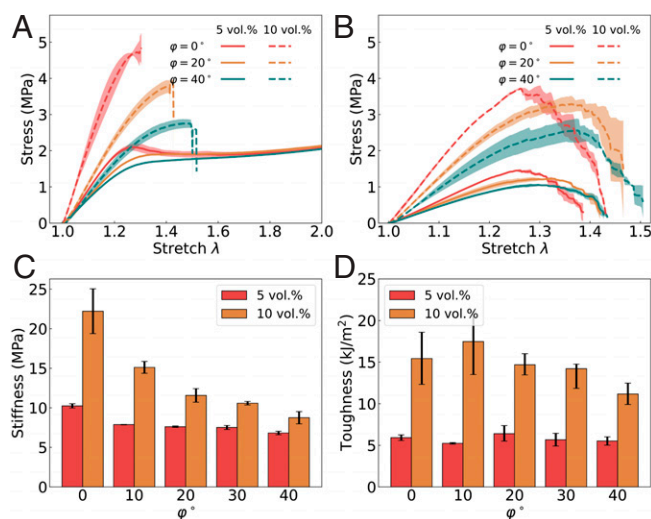 A
5 vol.% 10 vol.%
φ = 0°
φ = 20°
φ = 40°
Stress (MPa)
5
4
3
2
1
0
1.0 1.2 1.4 1.6 1.8 2.0
Stretch λ
B
5 vol.% 10 vol.%
φ = 0°
φ = 20°
φ = 40°
Stress (MPa)
5
4
3
2
1
0
1.0 1.1 1.2 1.3 1.4 1.5
Stretch λ
C
5 vol.%
10 vol.%
Stiffness (MPa)
25
20
15
10
5
0
0 10 20 30 40
φ°
D
5 vol.%
10 vol.%
Toughness (kJ/m²)
25
20
15
10
5
0
0 10 20 30 40
φ°